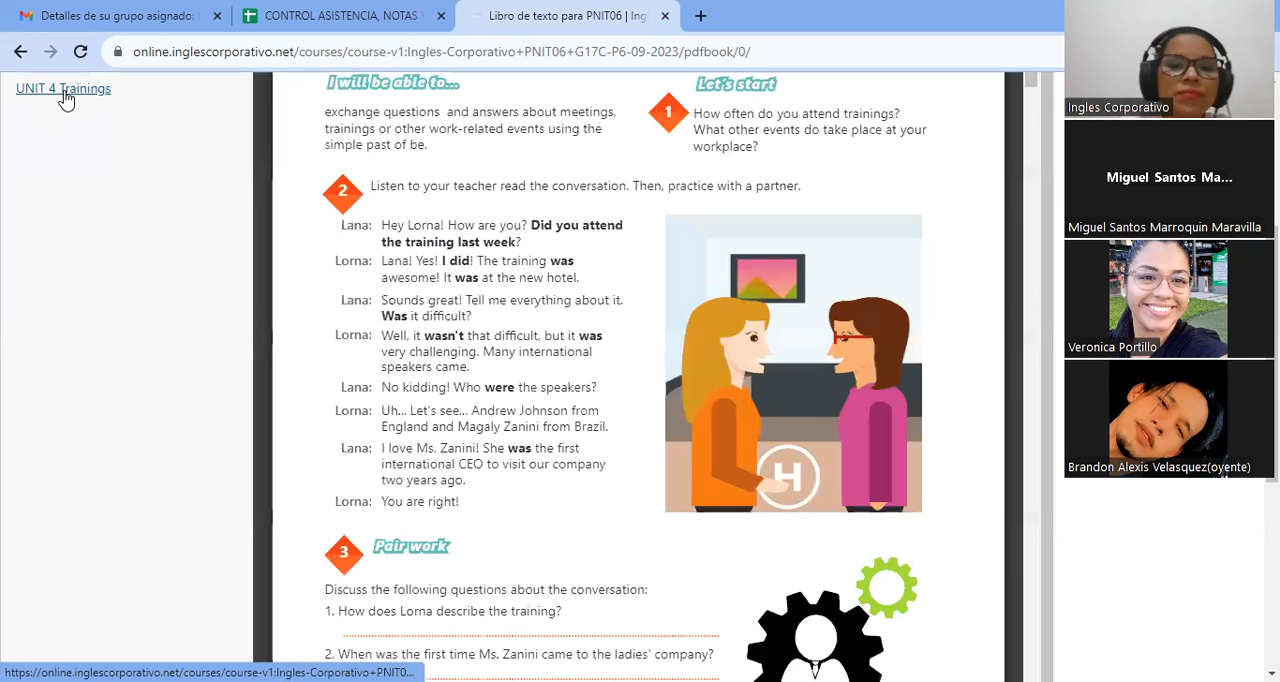 Detalles de su grupo asignado:
CONTROL ASISTENCIA, NOTAS Y
Libro de texto para PNIT06 | Ingl
online.inglescorporativo.net/courses/course-v1:Ingles-Corporativo+PNIT06+G17C-P6-09-2023/pdfbook/0/
UNIT 4 Trainings
I will be able to...
exchange questions and answers about meetings,
trainings or other work-related events using the
simple past of be.
Let's start
1
How often do you attend trainings?
What other events do take place at your
workplace?
2
Listen to your teacher read the conversation. Then, practice with a partner.
Lana: Hey Lorna! How are you? Did you attend
the training last week?
Lorna: Lana! Yes! I did! The training was
awesome! It was at the new hotel.
Lana: Sounds great! Tell me everything about it.
Was it difficult?
Lorna: Well, it wasn't that difficult, but it was
very challenging. Many international
speakers came.
Lana: No kidding! Who were the speakers?
Lorna: Uh... Let's see... Andrew Johnson from
England and Magaly Zanini from Brazil.
Lana: I love Ms. Zanini! She was the first
international CEO to visit our company
two years ago.
Lorna: You are right!
H
3
Pair work
Discuss the following questions about the conversation:
1. How does Lorna describe the training?
2. When was the first time Ms. Zanini came to the ladies' company?
https://online.inglescorporativo.net/courses/course-v1:Ingles-Corporativo+PNIT0...
Ingles Corporativo
Miguel Santos Ma...
Miguel Santos Marroquin Maravilla
Veronica Portillo
Brandon Alexis Velasquez(oyente)